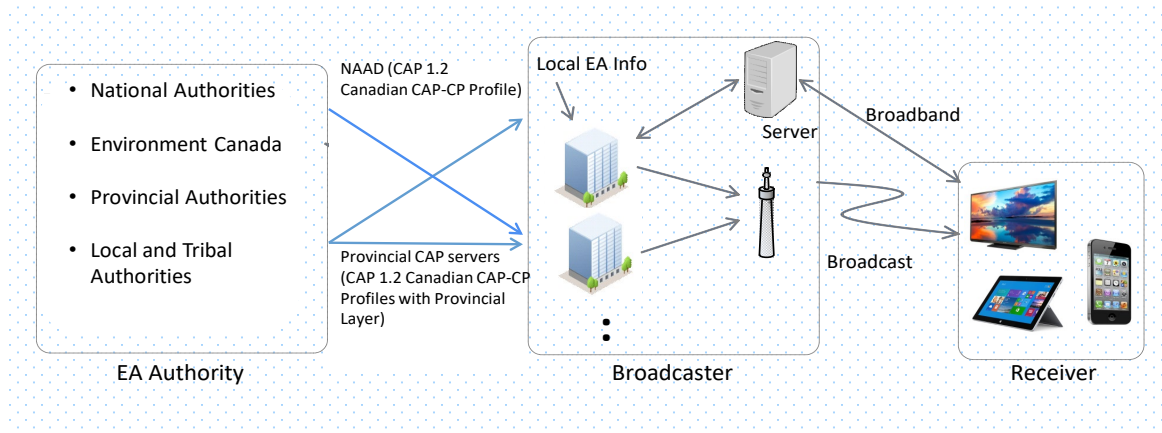 • National Authorities
• Environment Canada
• Provincial Authorities
• Local and Tribal
Authorities
EA Authority
NAAD (CAP 1.2
Canadian CAP-CP Profile)
Provincial CAP servers
(CAP 1.2 Canadian CAP-CP
Profiles with Provincial
Layer)
Local EA Info
Server
:
Broadcaster
Broadband
Broadcast
Receiver